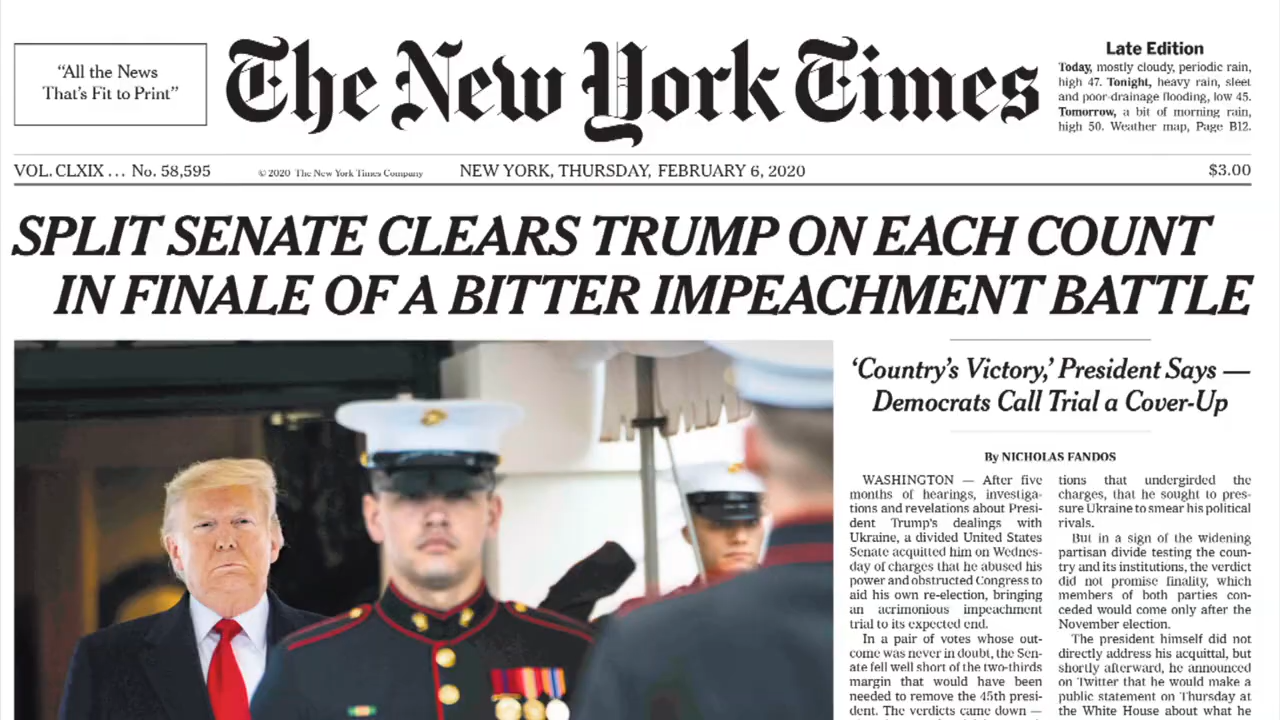 “All the News
That’s Fit to Print”
The New York Times
Late Edition
Today, mostly cloudy, periodic rain,
high 47. Tonight, heavy rain, sleet
and poor-drainage flooding, low 45.
Tomorrow, a bit of morning rain,
high 50. Weather map, Page B12.
VOL. CLXIX ... No. 58,595
© 2020 The New York Times Company
NEW YORK, THURSDAY, FEBRUARY 6, 2020
$3.00
SPLIT SENATE CLEARS TRUMP ON EACH COUNT
IN FINALE OF A BITTER IMPEACHMENT BATTLE
‘Country’s Victory,’ President Says —
Democrats Call Trial a Cover-Up
By NICHOLAS FANDOS
WASHINGTON — After five
months of hearings, investiga-
tions and revelations about Presi-
dent Trump’s dealings with
Ukraine, a divided United States
Senate acquitted him on Wednes-
day of charges that he abused his
power and obstructed Congress to
aid his own re-election, bringing
an acrimonious impeachment
trial to its expected end.
In a pair of votes whose out-
come was never in doubt, the Sen-
ate fell well short of the two-thirds
margin that would have been
needed to remove the 45th presi-
dent. The verdicts came down —
tions that undergirded the
charges, that he sought to pres-
sure Ukraine to smear his political
rivals.
But in a sign of the widening
partisan divide testing the coun-
try and its institutions, the verdict
did not promise finality, which
members of both parties con-
ceded would come only after the
November election.
The president himself did not
directly address his acquittal, but
shortly afterward, he announced
on Twitter that he would make a
public statement on Thursday at
the White House about what he